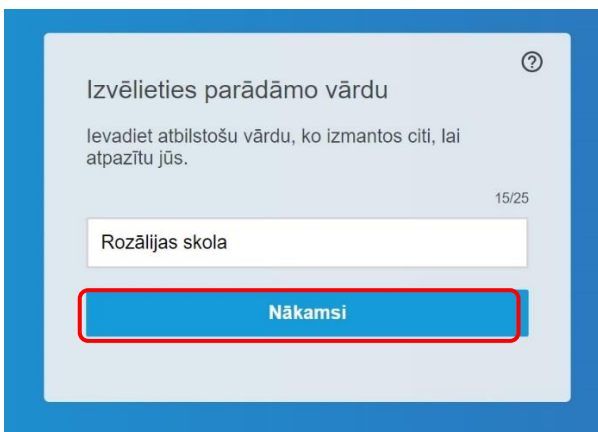 Izvēlieties parādāmo vārdu
Ievadiet atbilstošu vārdu, ko izmantos citi, lai
atpazītu jūs.
15/25
Rozālijas skola
Nākamsi